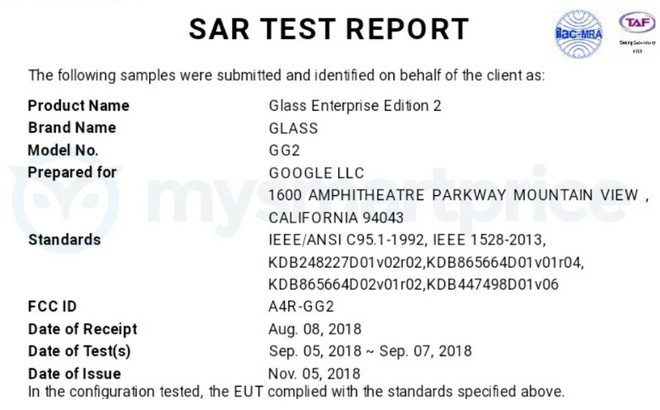 SAR TEST REPORT
ilac-MRA
TAF
The following samples were submitted and identified on behalf of the client as:
Product Name Glass Enterprise Edition 2
Brand Name GLASS
Model No. GG2
Prepared for GOOGLE LLC
1600 AMPHITHEATRE PARKWAY MOUNTAIN VIEW ,
CALIFORNIA 94043
mysmartprice
Standards IEEE/ANSI C95.1-1992, IEEE 1528-2013,
KDB248227D01v02r02,KDB865664D01v01r04,
KDB865664D02v01r02,KDB447498D01v06
FCC ID A4R-GG2
Date of Receipt Aug. 08, 2018
Date of Test(s) Sep. 05, 2018 ~ Sep. 07, 2018
Date of Issue Nov. 05, 2018
In the configuration tested, the EUT complied with the standards specified above.